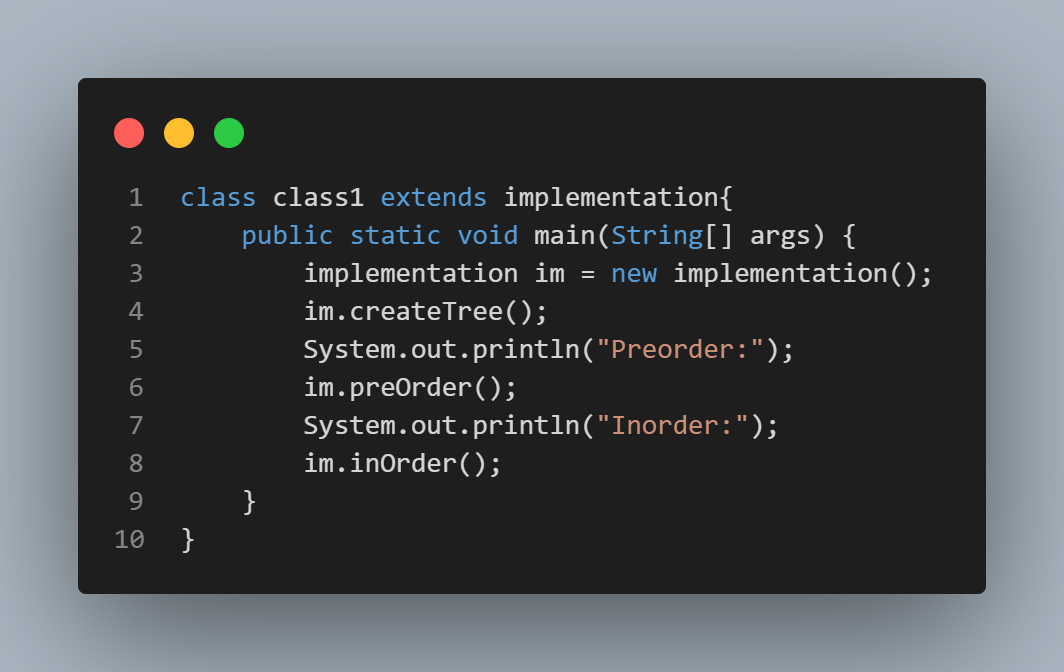 1 class class1 extends implementation{
2     public static void main(String[] args) {
3         implementation im = new implementation();
4         im.createTree();
5         System.out.println("Preorder:");
6         im.preOrder();
7         System.out.println("Inorder:");
8         im.inOrder();
9     }
10 }